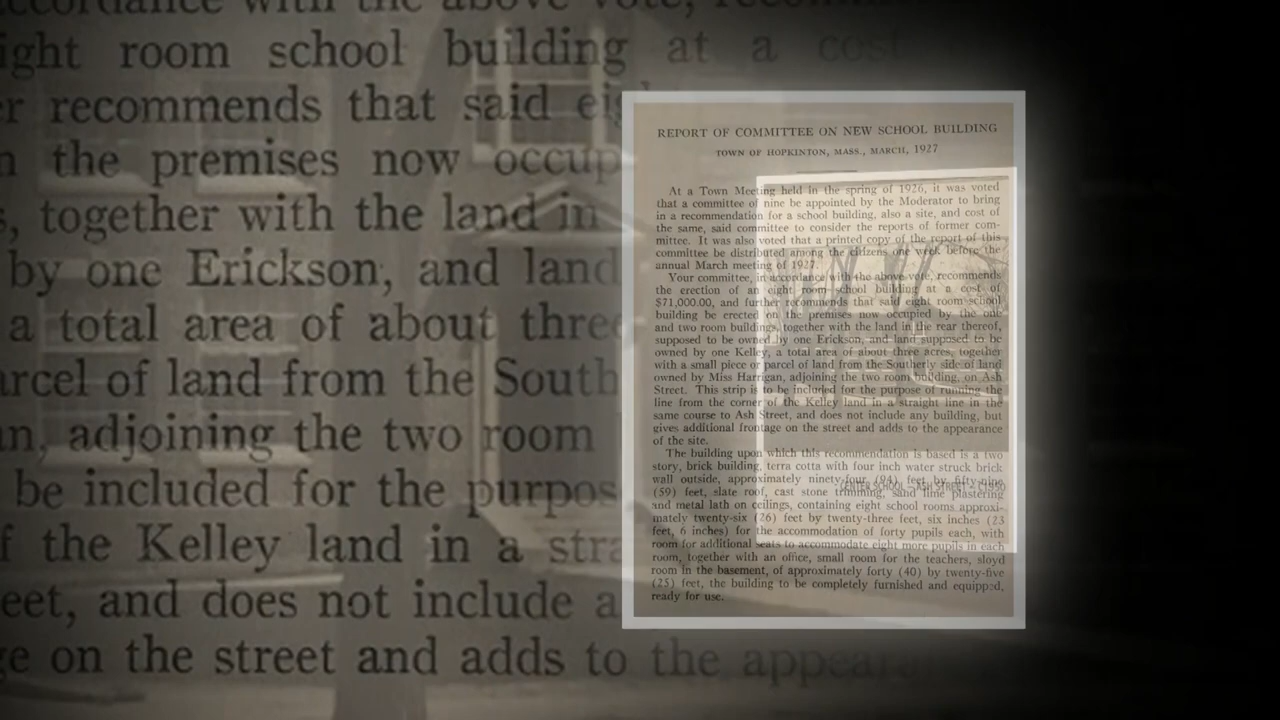 accordance with the above vote, recommends
ight room school building at a cost
er recommends that said eig
n the premises now occup
s, together with the land in
by one Erickson, and land
a total area of about three
arcel of land from the South
an, adjoining the two room
be included for the purpos
f the Kelley land in a stra
eet, and does not include a
ge on the street and adds to the appeara
REPORT OF COMMITTEE ON NEW SCHOOL BUILDING
TOWN OF HOPKINTON, MASS., MARCH, 1927
At a Town Meeting held in the spring of 1926, it was voted
that a committee of nine be appointed by the Moderator to bring
in a recommendation for a school building, also a site, and cost of
the same, said committee to consider the reports of former com-
mittee. It was also voted that a printed copy of the report of this
committee be distributed among the citizens one week before the
annual March meeting of 1927.
Your committee, in accordance with the above vote, recommends
the erection of an eight room school building at a cost of
$71,000.00, and further recommends that said eight room school
building be erected on the premises now occupied by the one
and two room buildings, together with the land in the rear thereof,
supposed to be owned by one Erickson, and land supposed to be
owned by one Kelley, a total area of about three acres, together
with a small piece or parcel of land from the Southerly side of land
owned by Miss Harrigan, adjoining the two room building, on Ash
Street. This strip is to be included for the purpose of running the
line from the corner of the Kelley land in a straight line in the
same course to Ash Street, and does not include any building, but
gives additional frontage on the street and adds to the appearance
of the site.
The building upon which this recommendation is based is a two
story, brick building, terra cotta with four inch water struck brick
wall outside, approximately ninety-four (94) feet by fifty-nine
(59) feet, slate roof, cast stone trimming, sand lime plastering
and metal lath on ceilings, containing eight school rooms approxi-
mately twenty-six (26) feet by twenty-three feet, six inches (23
feet, 6 inches) for the accommodation of forty pupils each, with
room for additional seats to accommodate eight more pupils in each
room, together with an office, small room for the teachers, sloyd
room in the basement, of approximately forty (40) by twenty-five
(25) feet, the building to be completely furnished and equipped,
ready for use.
CENTER SCHOOL - ASH STREET -